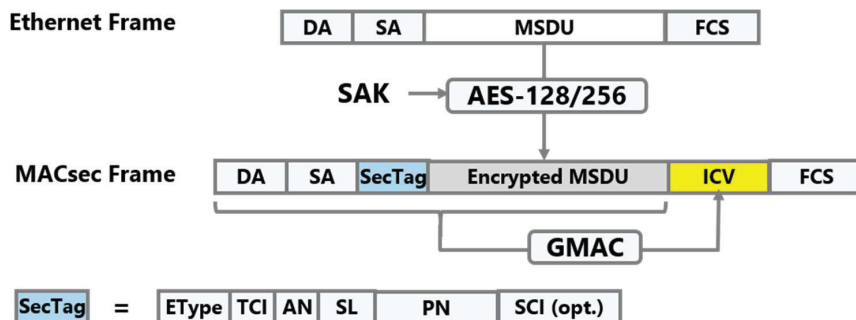 Ethernet Frame DA SA MSDU FCS
SAK AES-128/256
MACsec Frame DA SA SecTag Encrypted MSDU ICV FCS
GMAC
SecTag = EType TCI AN SL PN SCI (opt.)